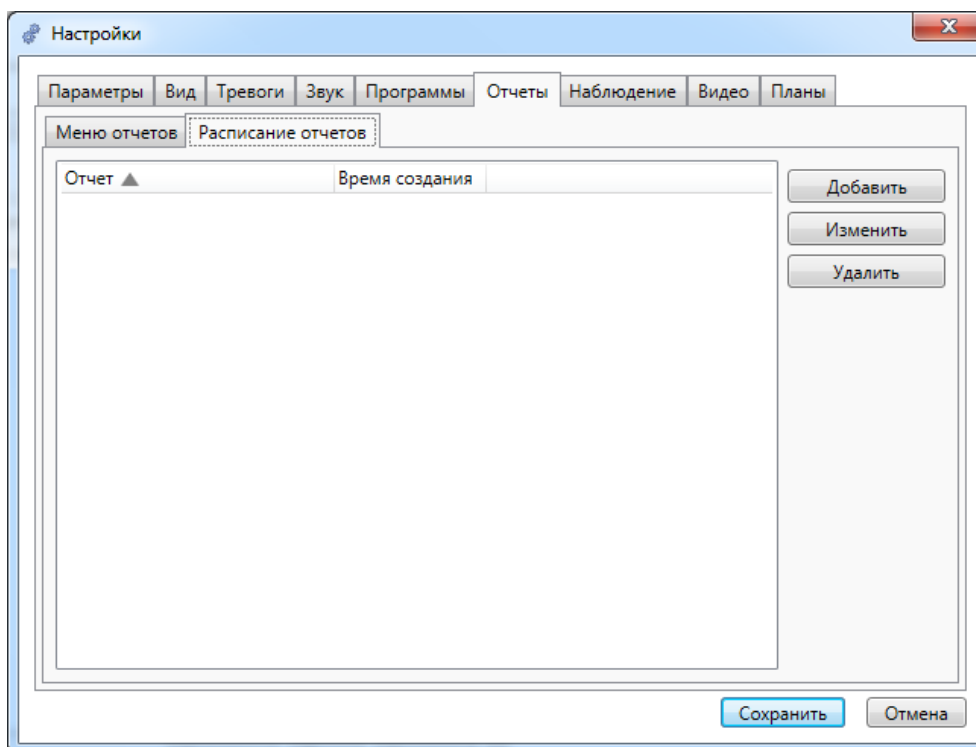 Настройки
Параметры Вид Тревоги Звук Программы Отчеты Наблюдение Видео Планы
Меню отчетов Расписание отчетов
Отчет Время создания
Добавить
Изменить
Удалить
Сохранить Отмена